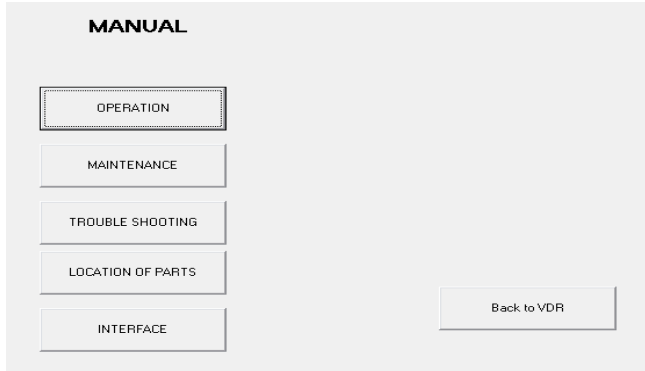 MANUAL
OPERATION
MAINTENANCE
TROUBLE SHOOTING
LOCATION OF PARTS
Back to VDR
INTERFACE